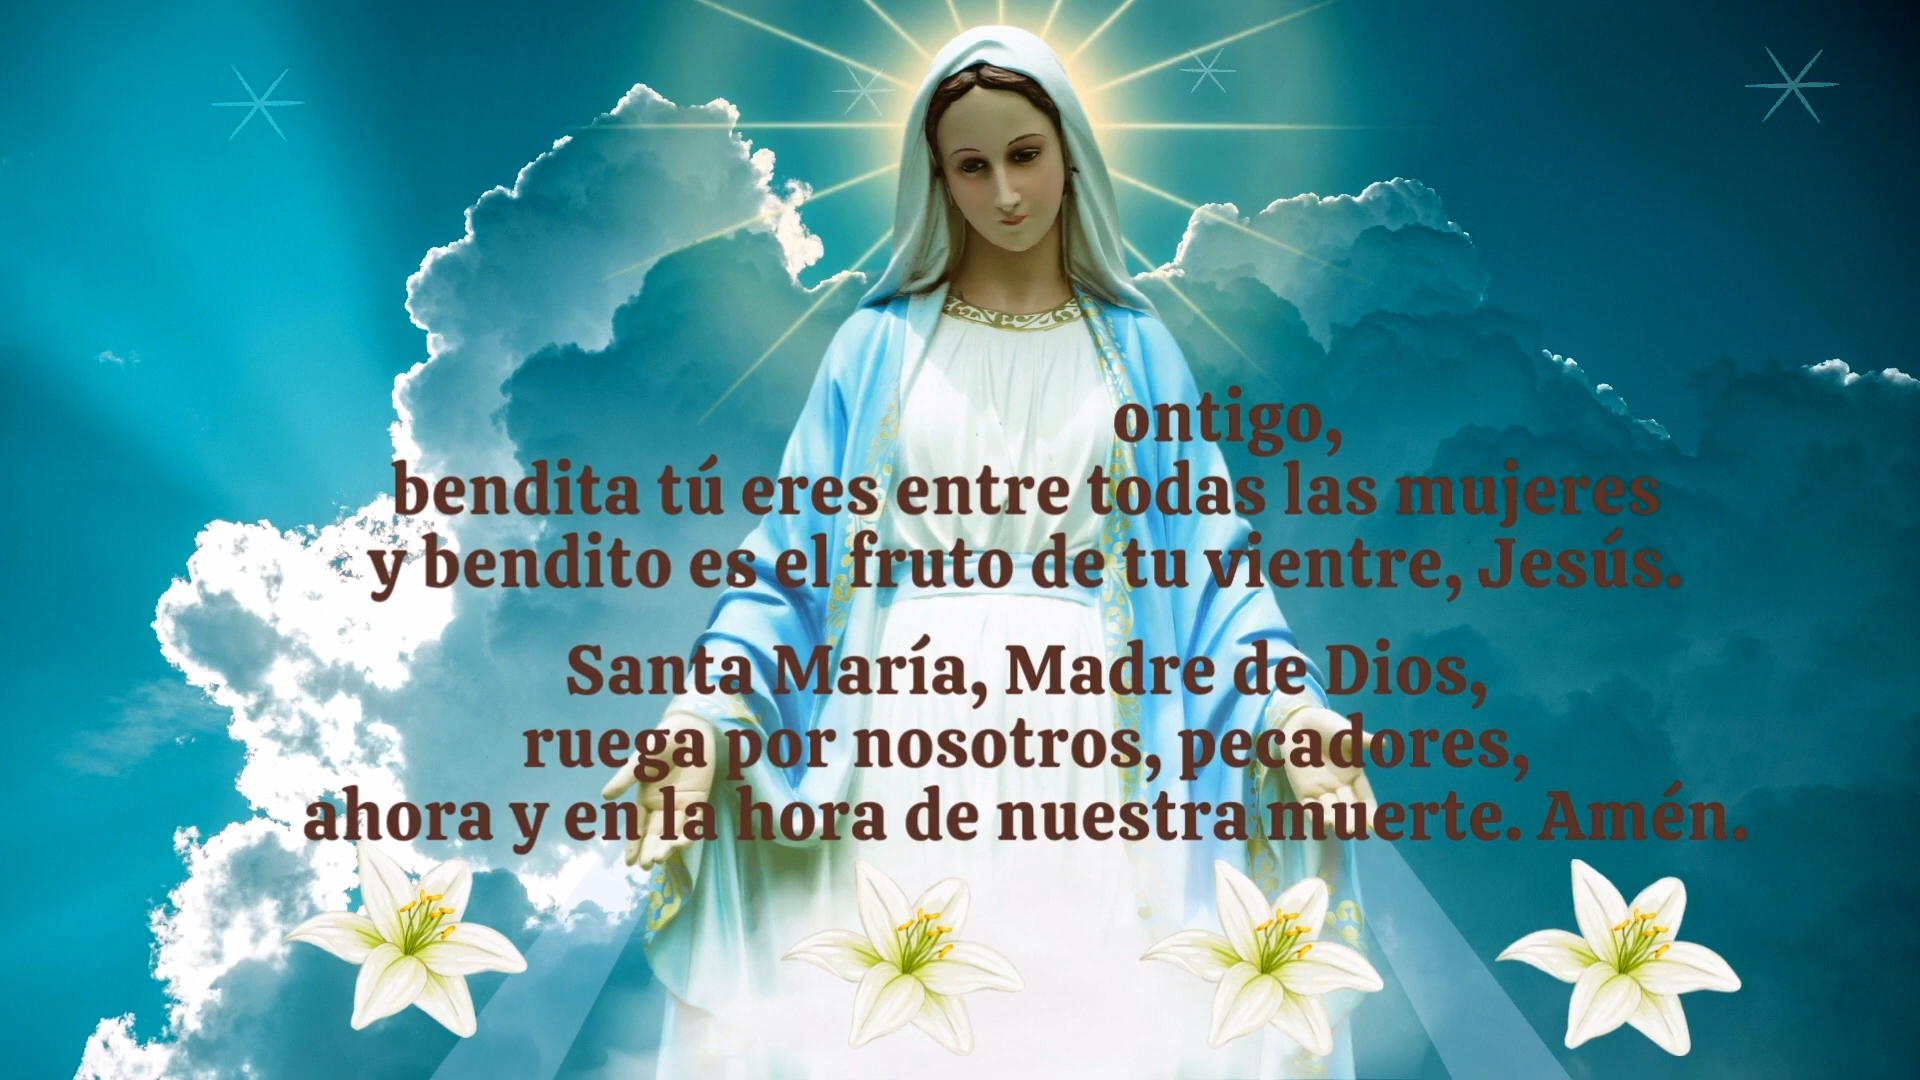 ontigo,
bendita tú eres entre todas las mujeres
y bendito es el fruto de tu vientre, Jesús.
Santa María, Madre de Dios,
ruega por nosotros, pecadores,
ahora y en la hora de nuestra muerte. Amén.